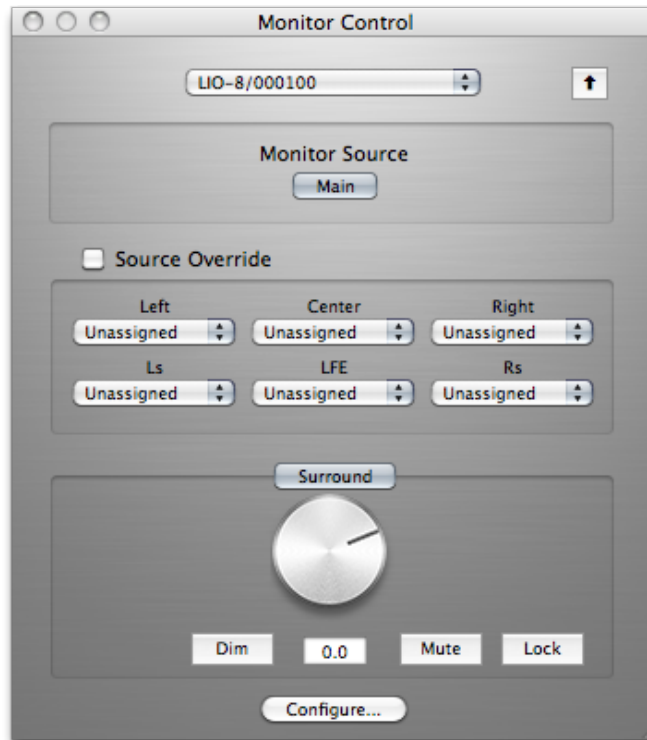 Monitor Control
LIO-8/000100
Monitor Source
Main
Source Override
Left Center Right
Unassigned Unassigned Unassigned
Ls LFE Rs
Unassigned Unassigned Unassigned
Surround
Dim 0.0 Mute Lock
Configure...